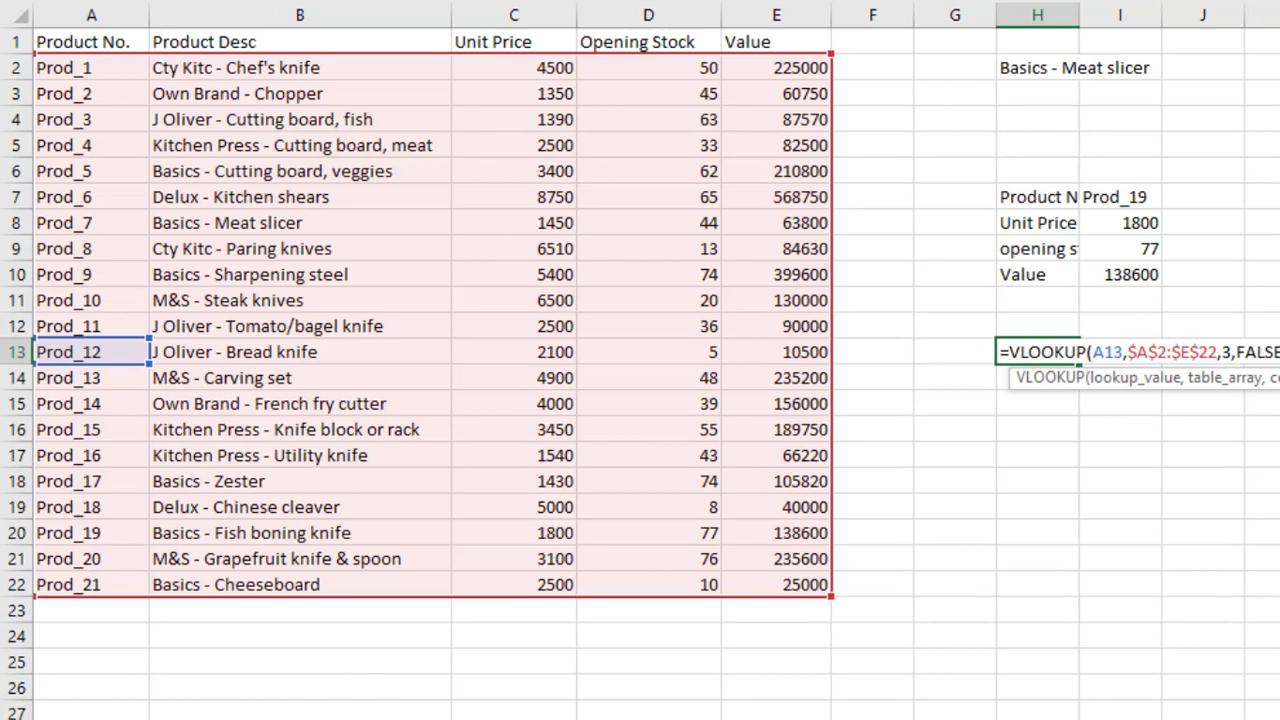 A B C D E F G H I J
1 Product No. Product Desc Unit Price Opening Stock Value
2 Prod_1 Cty Kitc - Chef's knife 4500 50 225000 Basics - Meat slicer
3 Prod_2 Own Brand - Chopper 1350 45 60750
4 Prod_3 J Oliver - Cutting board, fish 1390 63 87570
5 Prod_4 Kitchen Press - Cutting board, meat 2500 33 82500
6 Prod_5 Basics - Cutting board, veggies 3400 62 210800
7 Prod_6 Delux - Kitchen shears 8750 65 568750 Product N Prod_19
8 Prod_7 Basics - Meat slicer 1450 44 63800 Unit Price 1800
9 Prod_8 Cty Kitc - Paring knives 6510 13 84630 opening st 77
10 Prod_9 Basics - Sharpening steel 5400 74 399600 Value 138600
11 Prod_10 M&S - Steak knives 6500 20 130000
12 Prod_11 J Oliver - Tomato/bagel knife 2500 36 90000
13 Prod_12 J Oliver - Bread knife 2100 5 10500 =VLOOKUP(A13,$A$2:$E$22,3,FALSE
14 Prod_13 M&S - Carving set 4900 48 235200 VLOOKUP(lookup_value, table_array, co
15 Prod_14 Own Brand - French fry cutter 4000 39 156000
16 Prod_15 Kitchen Press - Knife block or rack 3450 55 189750
17 Prod_16 Kitchen Press - Utility knife 1540 43 66220
18 Prod_17 Basics - Zester 1430 74 105820
19 Prod_18 Delux - Chinese cleaver 5000 8 40000
20 Prod_19 Basics - Fish boning knife 1800 77 138600
21 Prod_20 M&S - Grapefruit knife & spoon 3100 76 235600
22 Prod_21 Basics - Cheeseboard 2500 10 25000
23
24
25
26
27